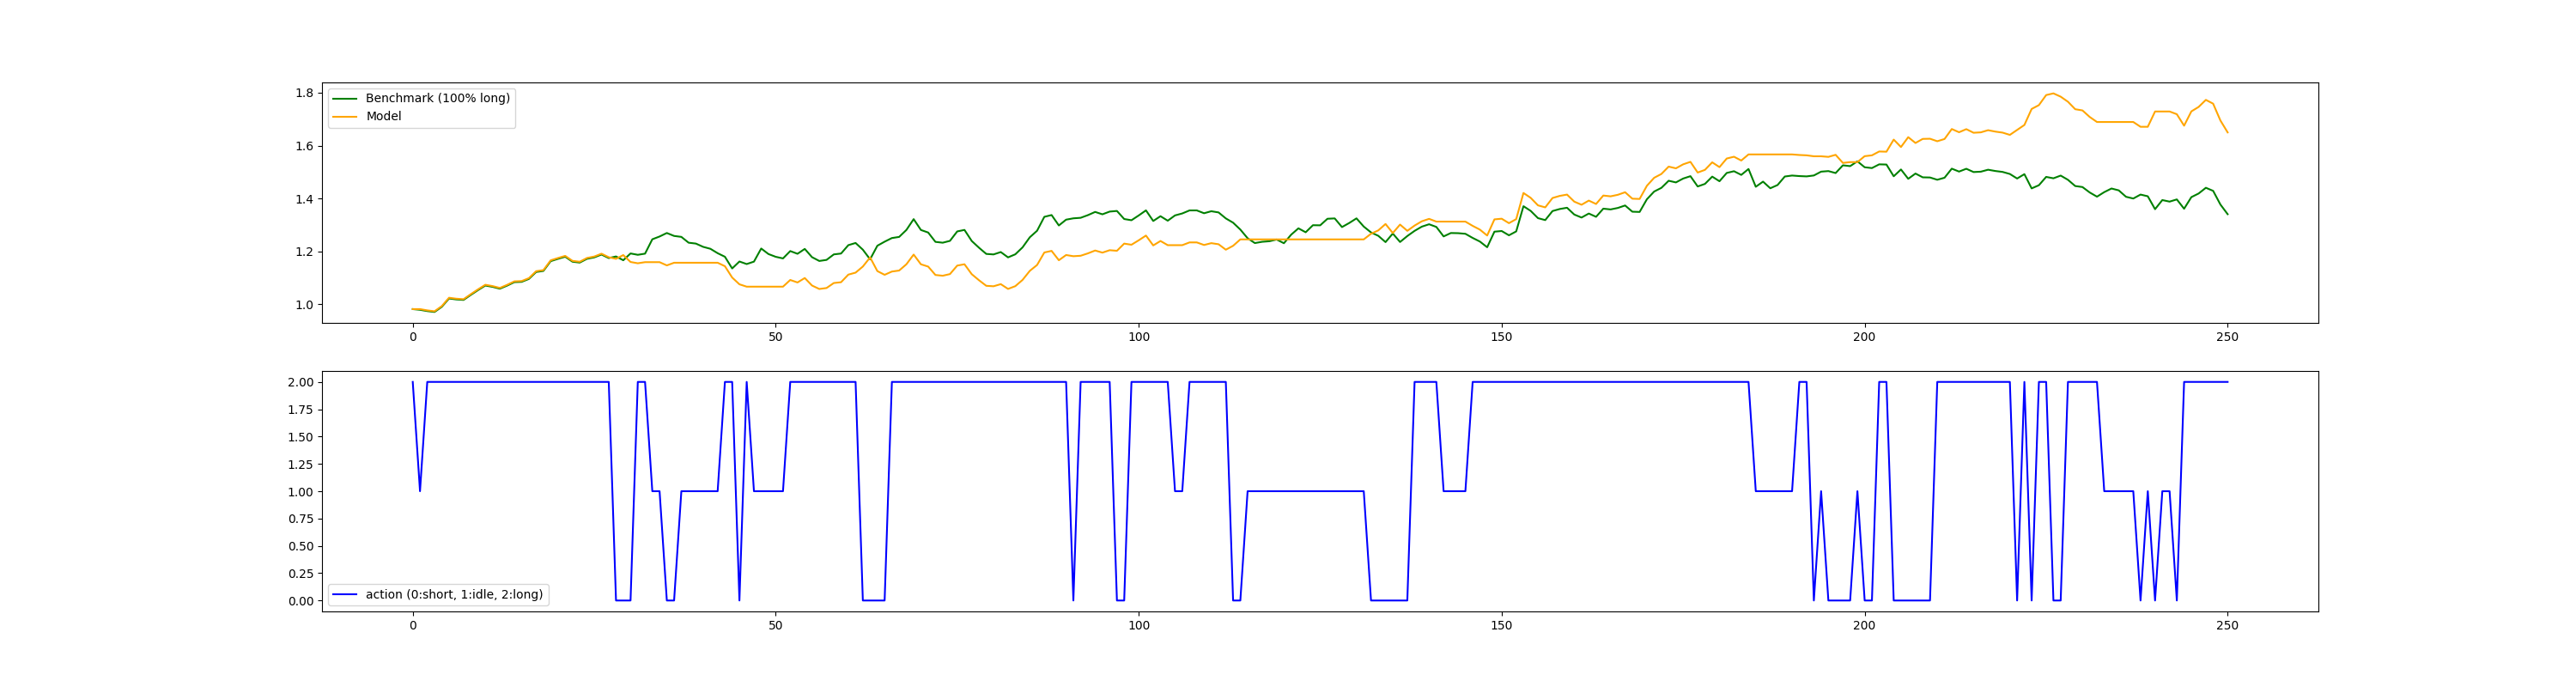 Benchmark (100% long)
Model
1.8
1.6
1.4
1.2
1.0
0 50 100 150 200 250
2.00
1.75
1.50
1.25
1.00
0.75
0.50
0.25
0.00
action (0:short, 1:idle, 2:long)
0 50 100 150 200 250